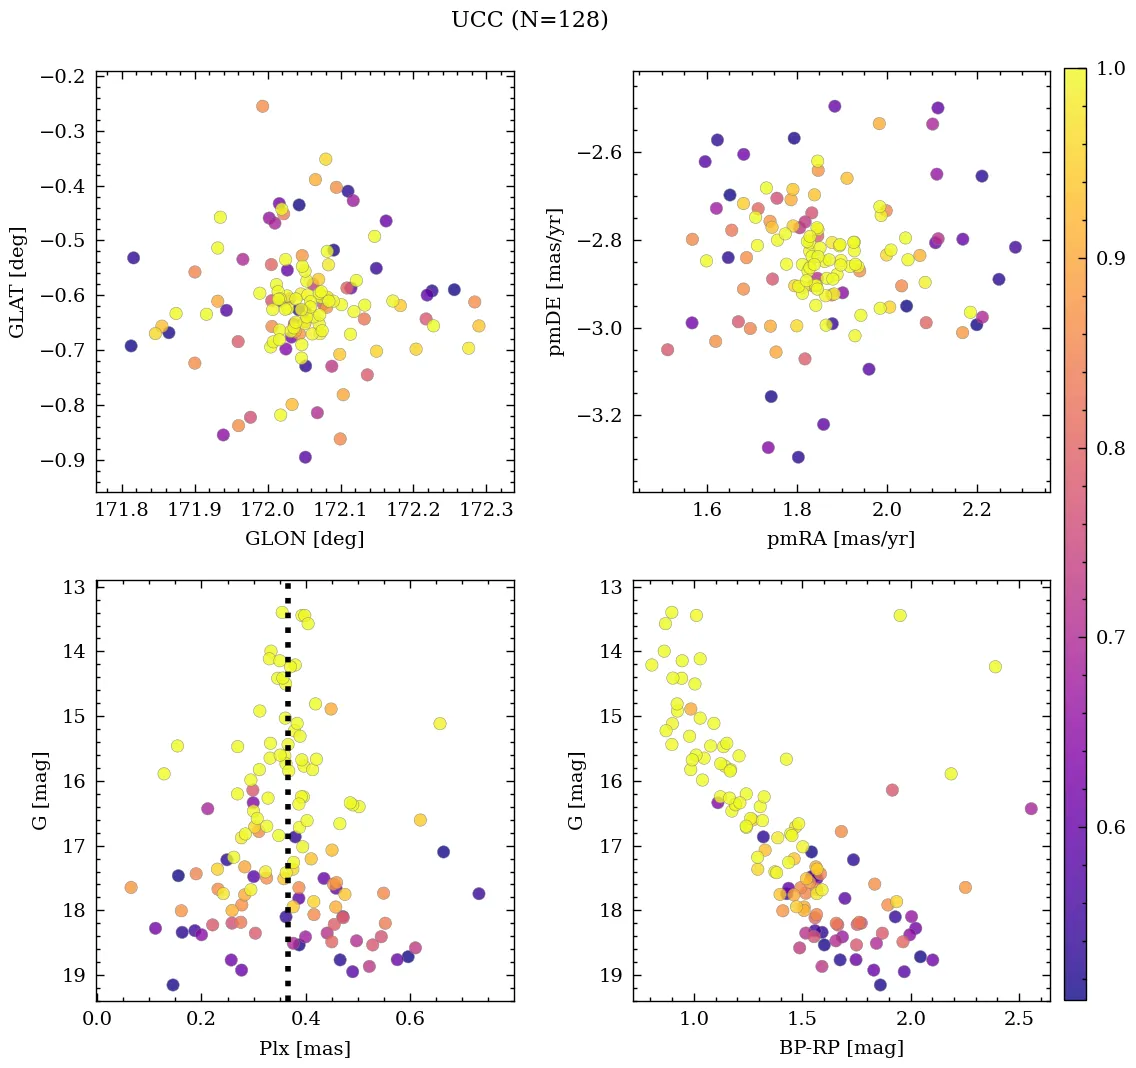 UCC (N=128)
−0.2
−0.3
−0.4
−0.5
−0.6
−0.7
−0.8
−0.9
GLAT [deg]
171.8 171.9 172.0 172.1 172.2 172.3
GLON [deg]
−2.6
−2.8
−3.0
−3.2
pmDE [mas/yr]
1.6 1.8 2.0 2.2
pmRA [mas/yr]
13
14
15
16
17
18
19
G [mag]
0.0 0.2 0.4 0.6
Plx [mas]
13
14
15
16
17
18
19
G [mag]
1.0 1.5 2.0 2.5
BP-RP [mag]
1.0
0.9
0.8
0.7
0.6